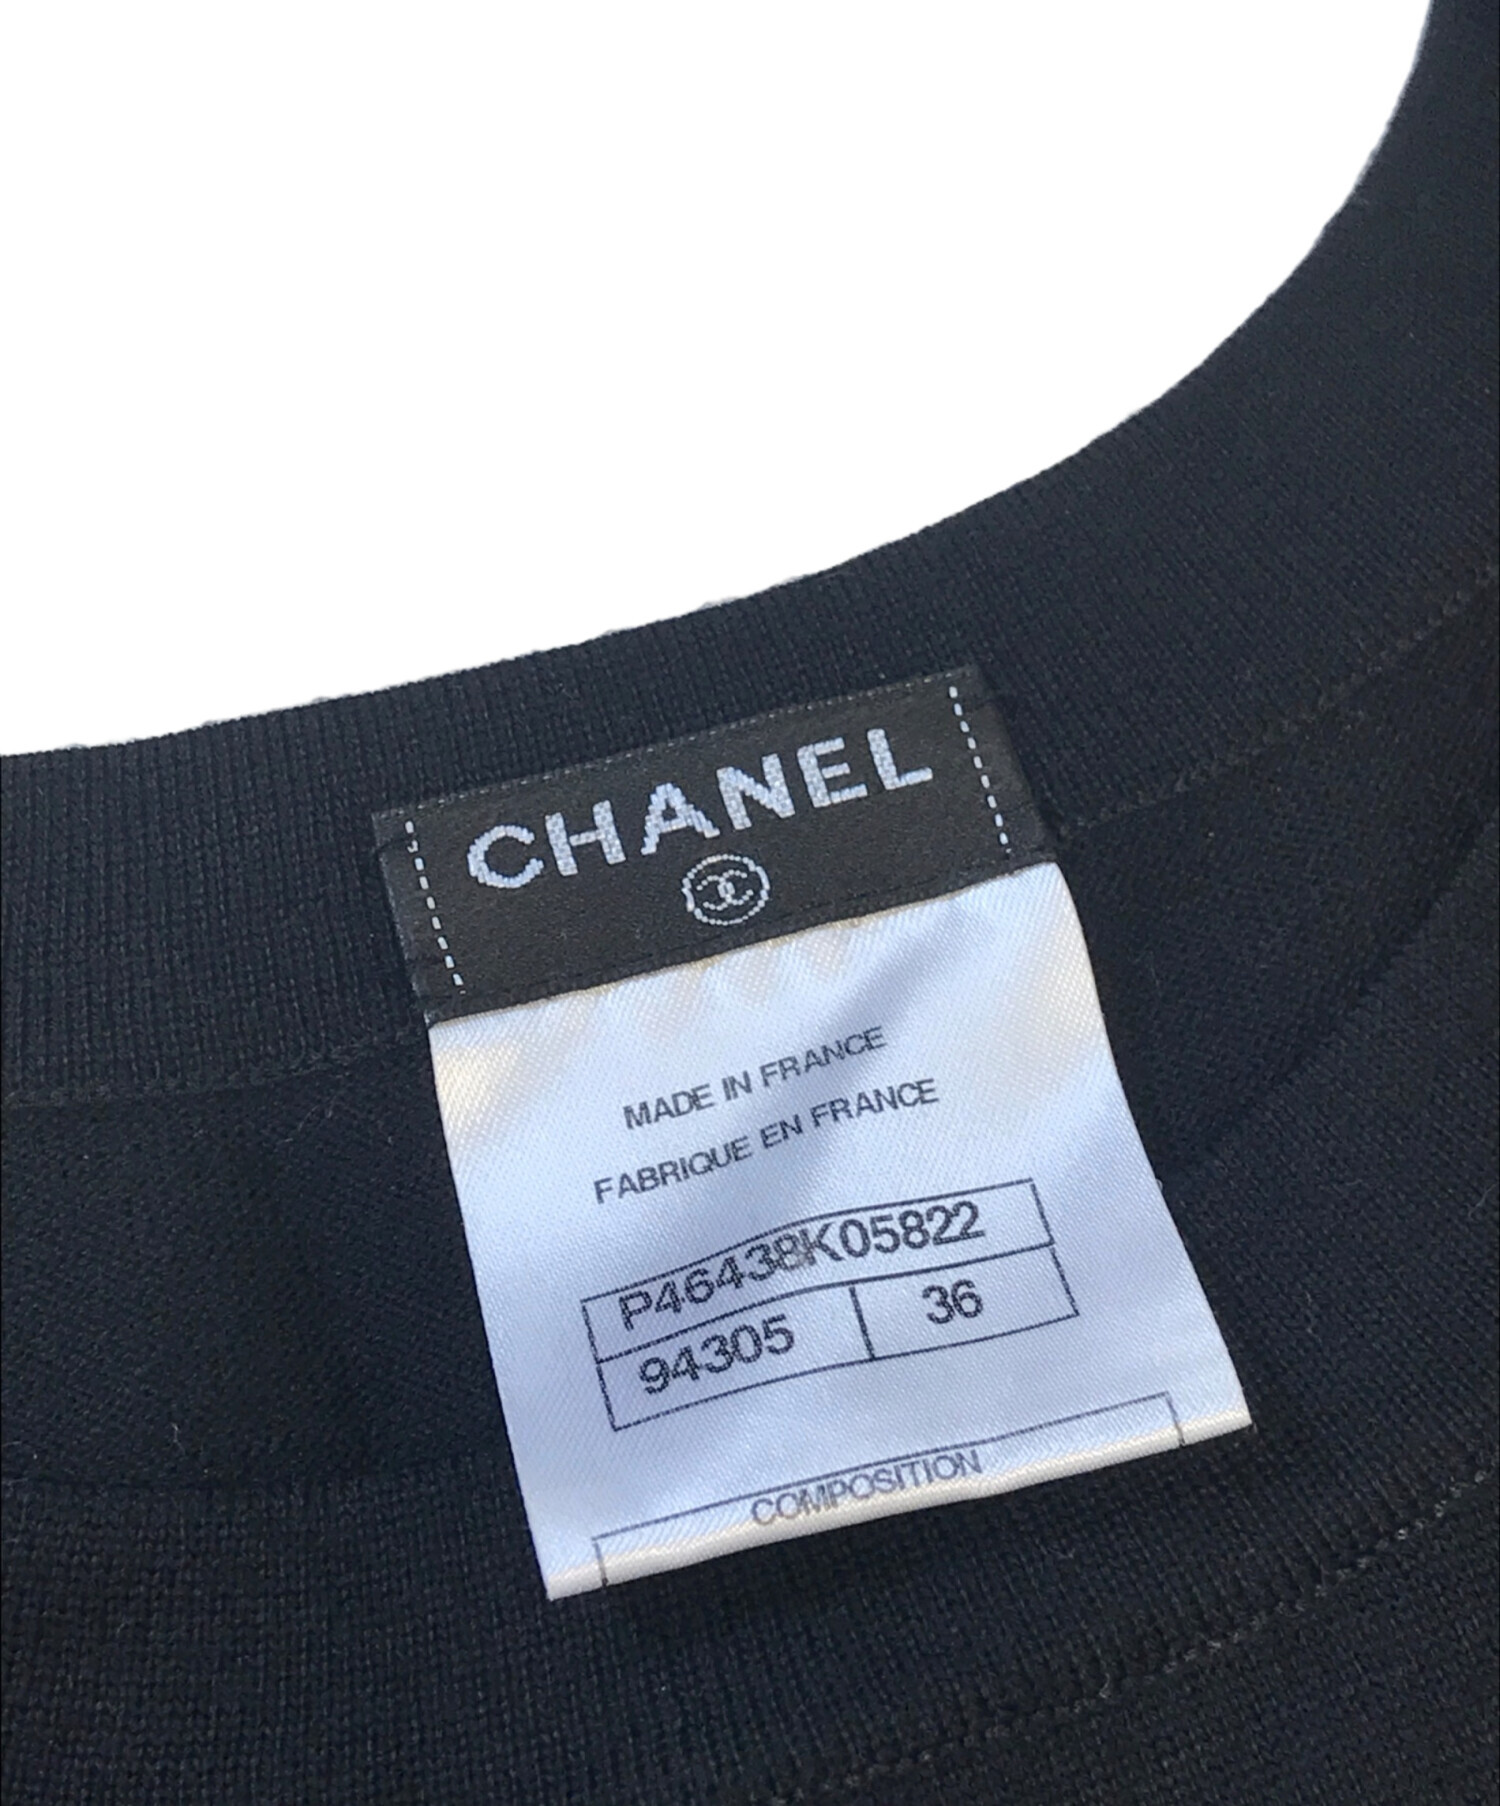 CHANEL
MADE IN FRANCE
FABRIQUE EN FRANCE
P46438K05822
94305 36
COMPOSITION